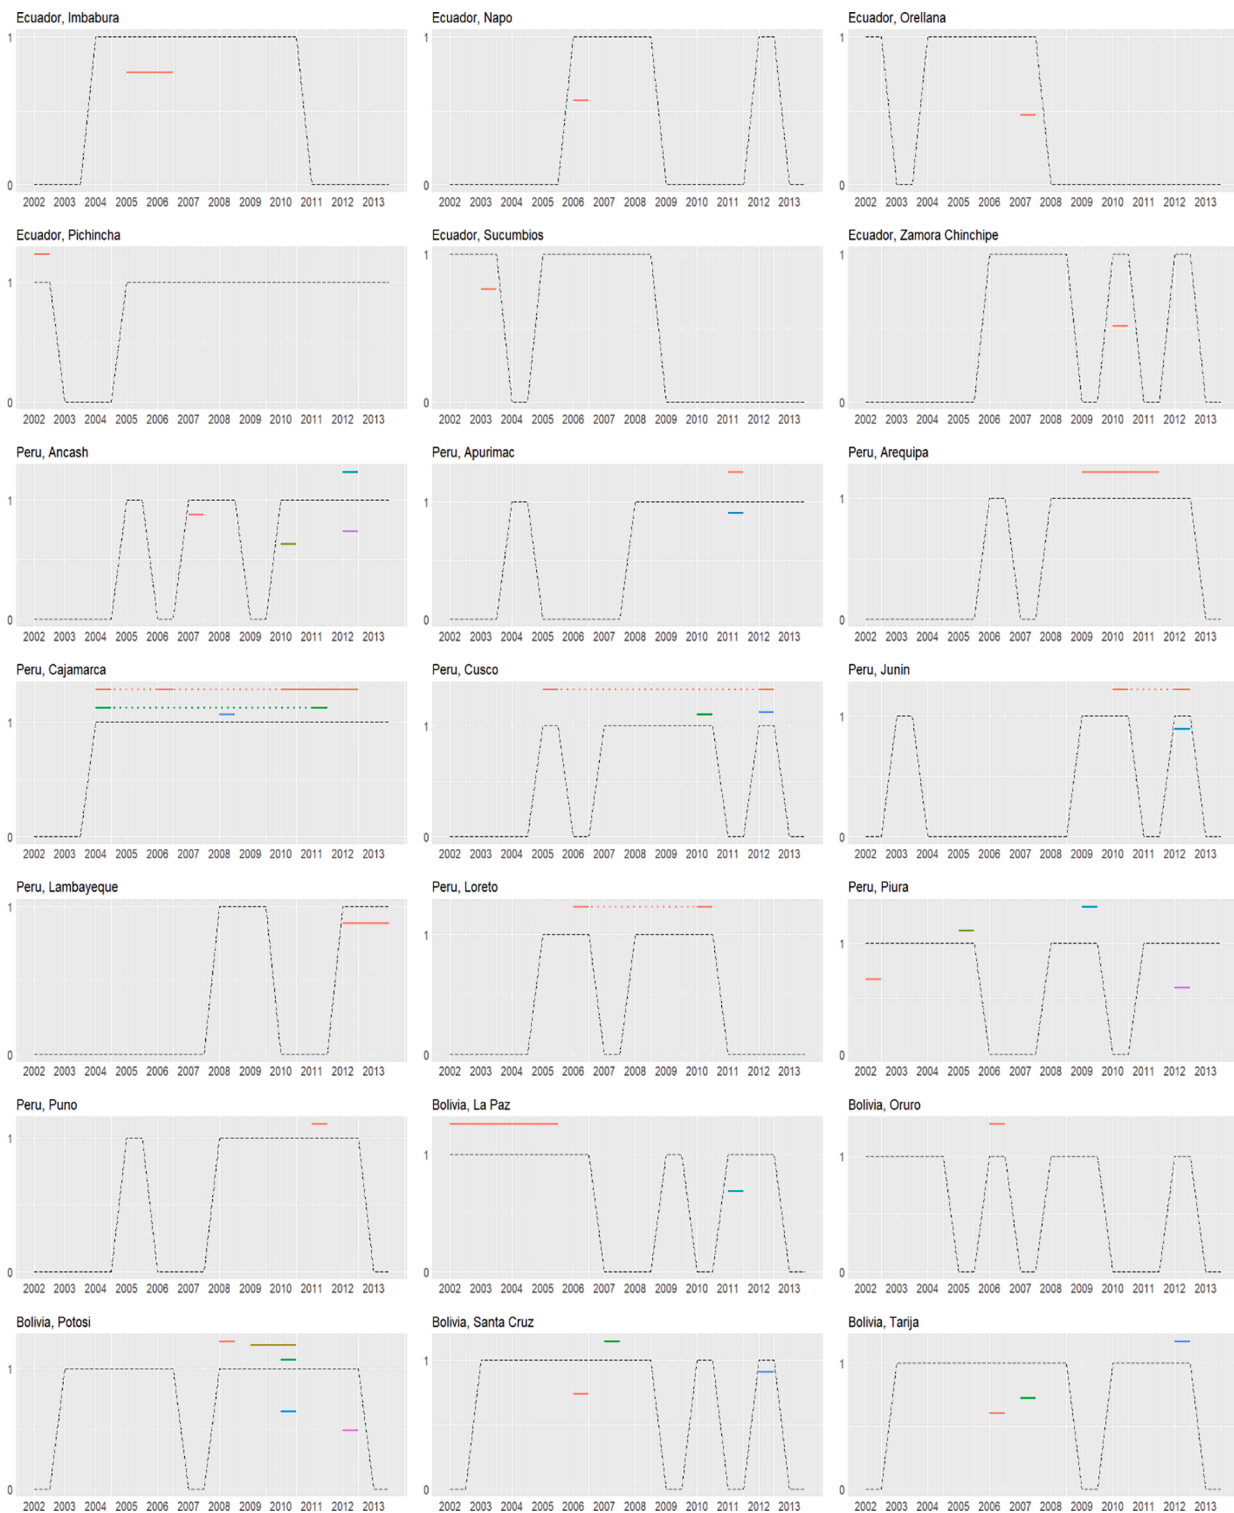 Ecuador, Imbabura
Ecuador, Napo
Ecuador, Orellana
1
1
1
0
0
0
2002 2003 2004 2005 2006 2007 2008 2009 2010 2011 2012 2013
2002 2003 2004 2005 2006 2007 2008 2009 2010 2011 2012 2013
2002 2003 2004 2005 2006 2007 2008 2009 2010 2011 2012 2013
Ecuador, Pichincha
Ecuador, Sucumbios
Ecuador, Zamora Chinchipe
1
1
1
0
0
0
2002 2003 2004 2005 2006 2007 2008 2009 2010 2011 2012 2013
2002 2003 2004 2005 2006 2007 2008 2009 2010 2011 2012 2013
2002 2003 2004 2005 2006 2007 2008 2009 2010 2011 2012 2013
Peru, Ancash
Peru, Apurimac
Peru, Arequipa
1
1
1
0
0
0
2002 2003 2004 2005 2006 2007 2008 2009 2010 2011 2012 2013
2002 2003 2004 2005 2006 2007 2008 2009 2010 2011 2012 2013
2002 2003 2004 2005 2006 2007 2008 2009 2010 2011 2012 2013
Peru, Cajamarca
Peru, Cusco
Peru, Junin
1
1
1
0
0
0
2002 2003 2004 2005 2006 2007 2008 2009 2010 2011 2012 2013
2002 2003 2004 2005 2006 2007 2008 2009 2010 2011 2012 2013
2002 2003 2004 2005 2006 2007 2008 2009 2010 2011 2012 2013
Peru, Lambayeque
Peru, Loreto
Peru, Piura
1
1
1
0
0
0
2002 2003 2004 2005 2006 2007 2008 2009 2010 2011 2012 2013
2002 2003 2004 2005 2006 2007 2008 2009 2010 2011 2012 2013
2002 2003 2004 2005 2006 2007 2008 2009 2010 2011 2012 2013
Peru, Puno
Bolivia, La Paz
Bolivia, Oruro
1
1
1
0
0
0
2002 2003 2004 2005 2006 2007 2008 2009 2010 2011 2012 2013
2002 2003 2004 2005 2006 2007 2008 2009 2010 2011 2012 2013
2002 2003 2004 2005 2006 2007 2008 2009 2010 2011 2012 2013
Bolivia, Potosi
Bolivia, Santa Cruz
Bolivia, Tarija
1
1
1
0
0
0
2002 2003 2004 2005 2006 2007 2008 2009 2010 2011 2012 2013
2002 2003 2004 2005 2006 2007 2008 2009 2010 2011 2012 2013
2002 2003 2004 2005 2006 2007 2008 2009 2010 2011 2012 2013